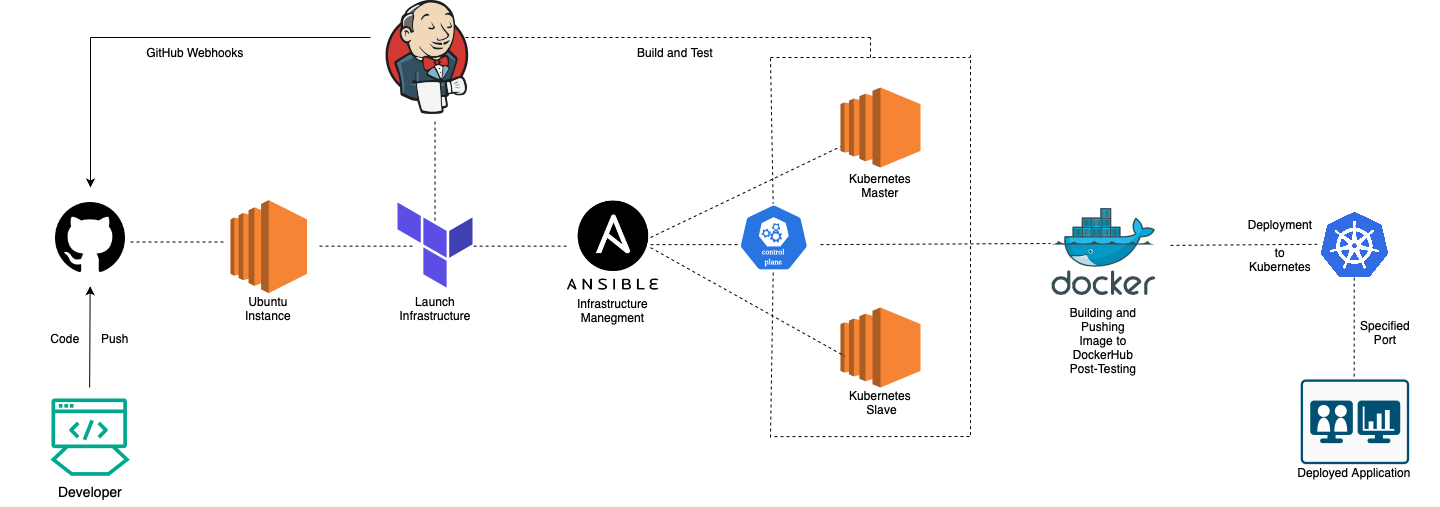 GitHub Webhooks
Build and Test
Kubernetes
Master
Code
Push
Developer
Ubuntu
Instance
Launch
Infrastructure
ANSIBLE
Infrastructure
Manegment
control
plane
Kubernetes
Slave
docker
Building and
Pushing
Image to
DockerHub
Post-Testing
Deployment
to
Kubernetes
Specified
Port
Deployed Application